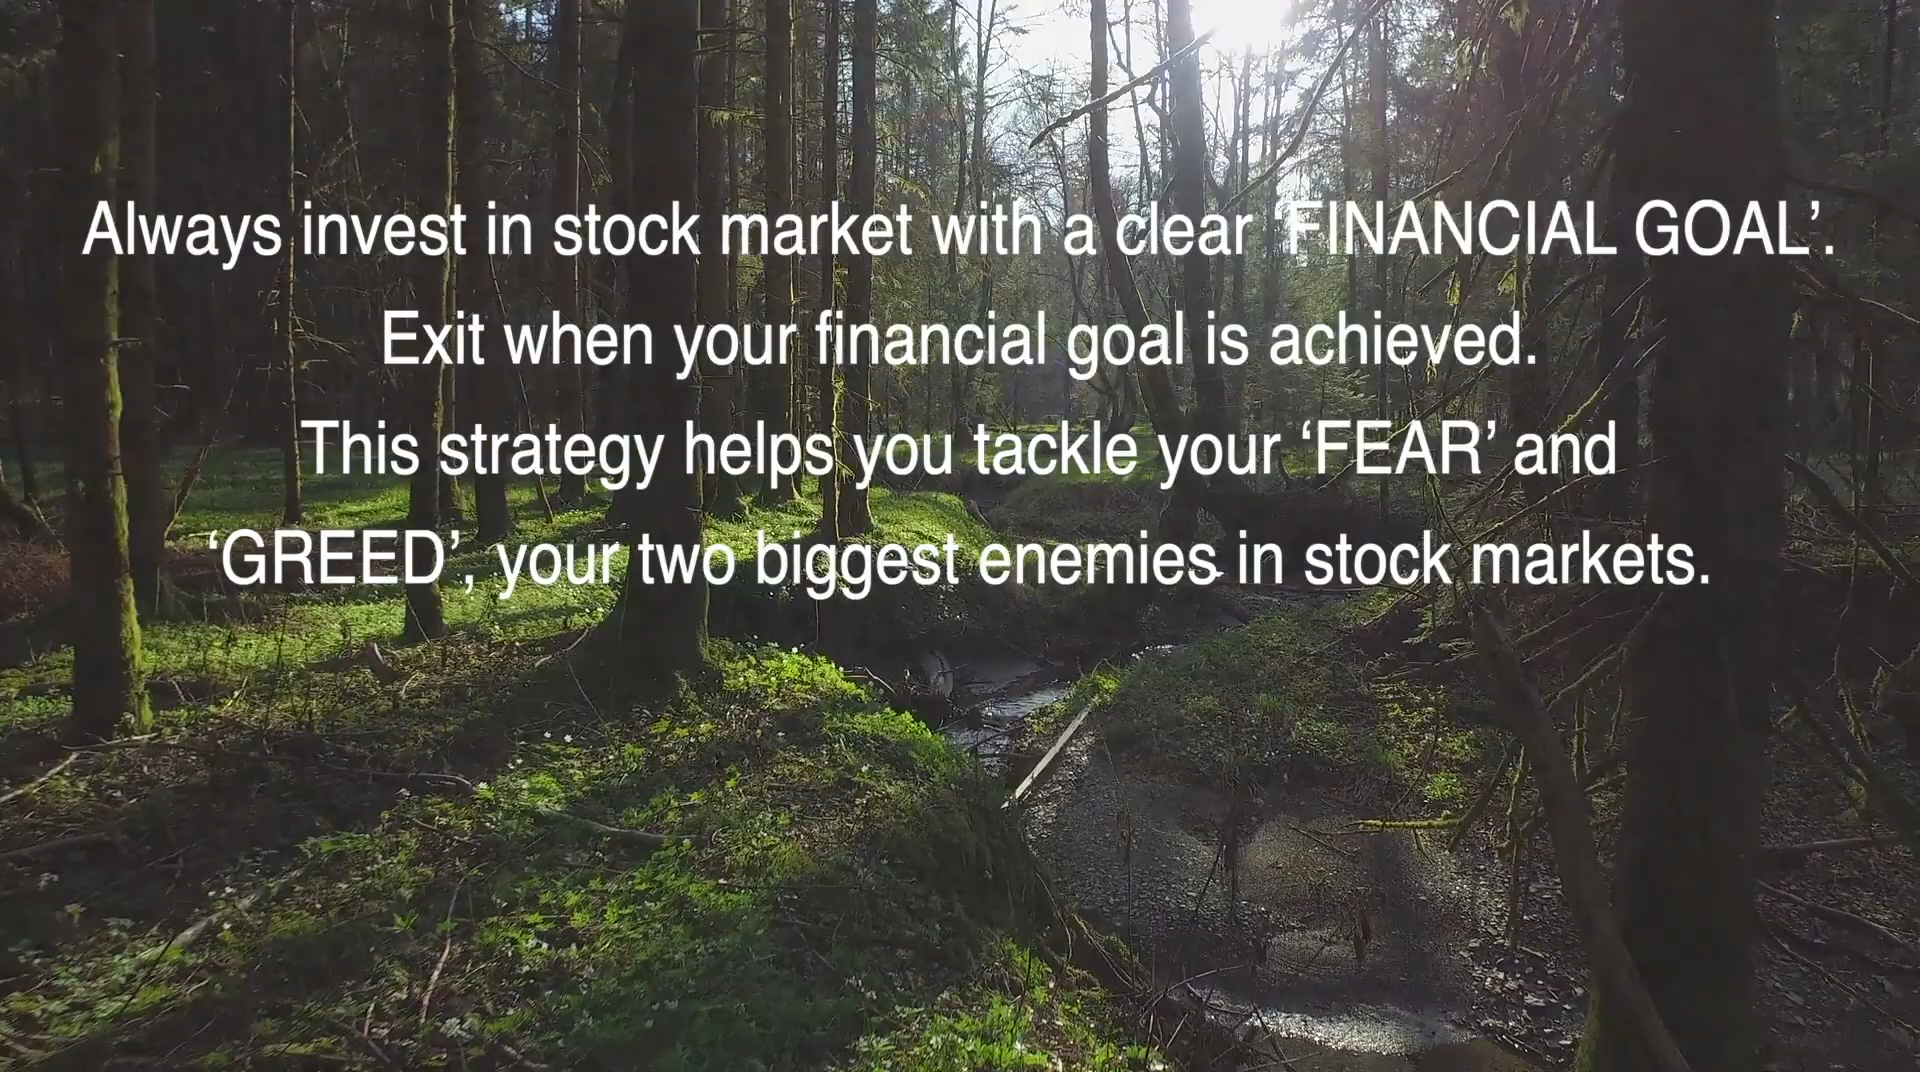 Always invest in stock market with a clear ‘FINANCIAL GOAL’.
Exit when your financial goal is achieved.
This strategy helps you tackle your ‘FEAR’ and
‘GREED’, your two biggest enemies in stock markets.